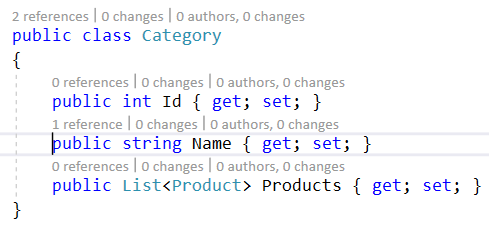 2 references | 0 changes | 0 authors, 0 changes
public class Category
{
0 references | 0 changes | 0 authors, 0 changes
public int Id { get; set; }
1 reference | 0 changes | 0 authors, 0 changes
public string Name { get; set; }
0 references | 0 changes | 0 authors, 0 changes
public List<Product> Products { get; set; }
}